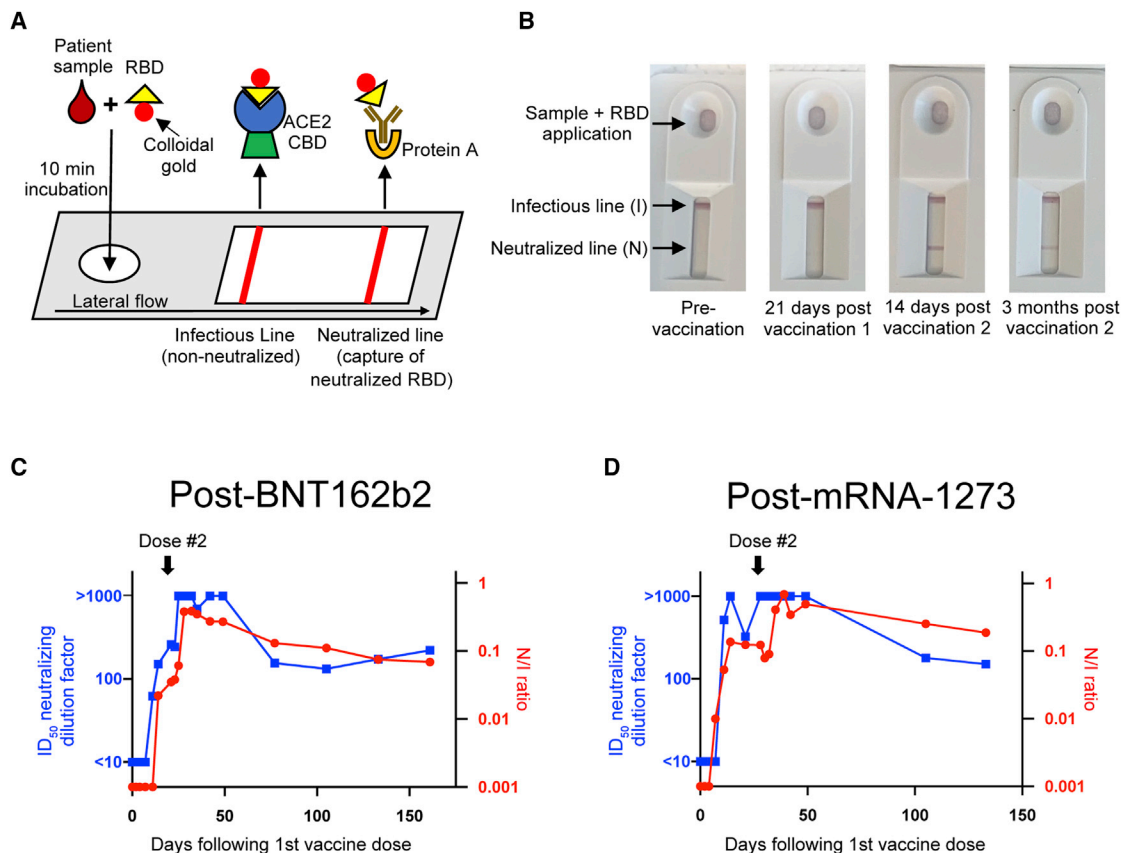 A
Patient
sample
RBD
+
Colloidal
gold
10 min
incubation
ACE2
CBD
Protein A
Lateral flow
Infectious Line
(non-neutralized)
Neutralized line
(capture of
neutralized RBD)
B
Sample + RBD
application
Infectious line (I)
Neutralized line (N)
Pre-
vaccination
21 days post
vaccination 1
14 days post
vaccination 2
3 months post
vaccination 2
C
Post-BNT162b2
Dose #2
ID50 neutralizing
dilution factor
>1000
100
<10
1
0.1
0.01
0.001
N/I ratio
0 50 100 150
Days following 1st vaccine dose
D
Post-mRNA-1273
Dose #2
ID50 neutralizing
dilution factor
>1000
100
<10
1
0.1
0.01
0.001
N/I ratio
0 50 100 150
Days following 1st vaccine dose